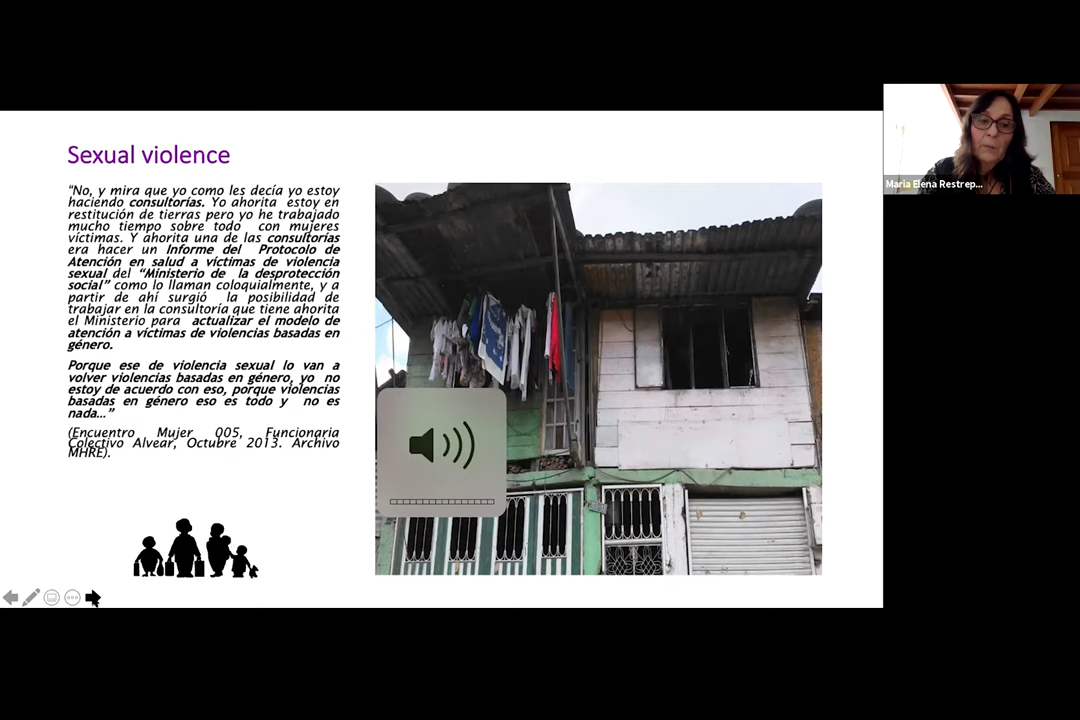 Sexual violence
"No, y mira que yo como les decía yo estoy
haciendo consultorías. Yo ahorita estoy en
restitución de tierras pero yo he trabajado
mucho tiempo sobre todo con mujeres
víctimas. Y ahorita una de las consultorías
era hacer un Informe del Protocolo de
Atención en salud a víctimas de violencia
sexual del "Ministerio de la desprotección
social" como lo llaman coloquialmente, y a
partir de ahí surgió la posibilidad de
trabajar en la consultoría que tiene ahorita
el Ministerio para actualizar el modelo de
atención a víctimas de violencias basadas en
género.
Porque ese de violencia sexual lo van a
volver violencias basadas en género, yo no
estoy de acuerdo con eso, porque violencias
basadas en género eso es todo y no es
nada..."
(Encuentro Mujer 005, Funcionaria
Colectivo Alvear, Octubre 2013. Archivo
MHRE).
Maria Elena Restrep...